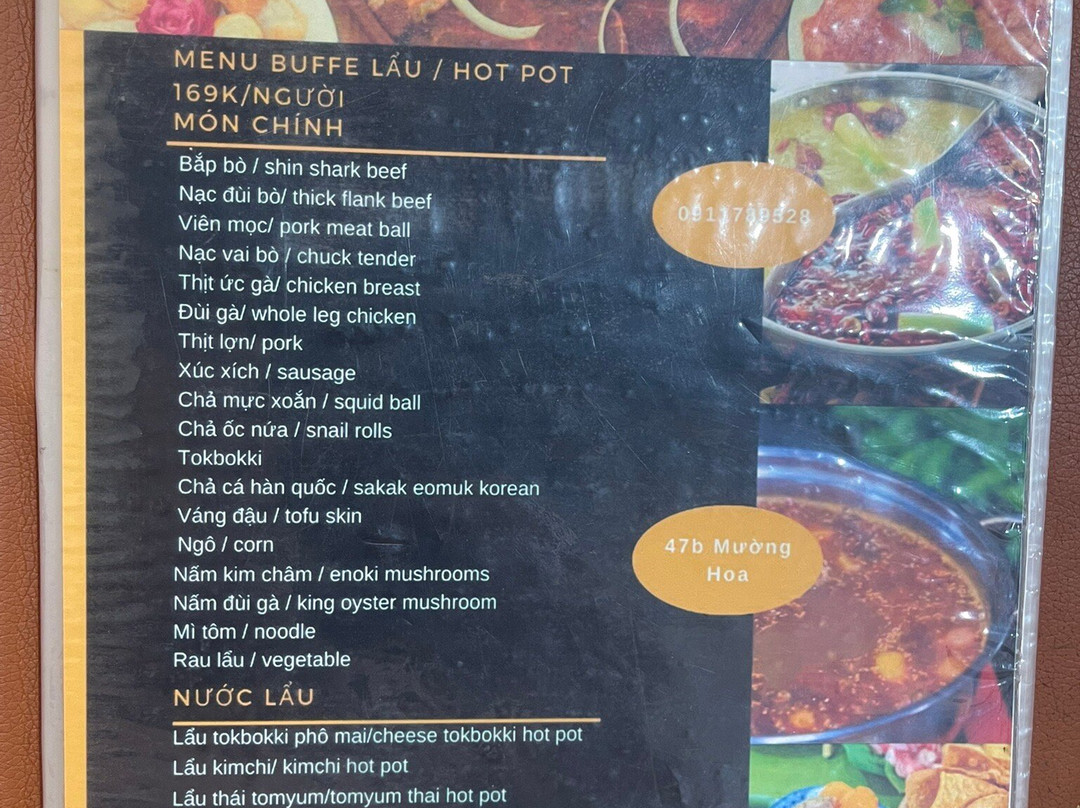 MENU BUFFE LẨU / HOT POT
169K/NGƯỜI
MÓN CHÍNH
Bắp bò / shin shark beef
Nạc đùi bò/ thick flank beef
Viên mọc/ pork meat ball
Nạc vai bò / chuck tender
Thịt ức gà/ chicken breast
Đùi gà/ whole leg chicken
Thịt lợn/ pork
Xúc xích / sausage
Chả mực xoắn / squid ball
Chả ốc nứa / snail rolls
Tokbokki
Chả cá hàn quốc / sakak eomuk korean
Váng đậu / tofu skin
Ngô / corn
Nấm kim châm / enoki mushrooms
Nấm đùi gà / king oyster mushroom
Mì tôm / noodle
Rau lẩu / vegetable
NƯỚC LẨU
Lẩu tokbokki phô mai/cheese tokbokki hot pot
Lẩu kimchi/ kimchi hot pot
Lẩu thái tomyum/tomyum thai hot pot
0911789528
47b Mường
Hoa